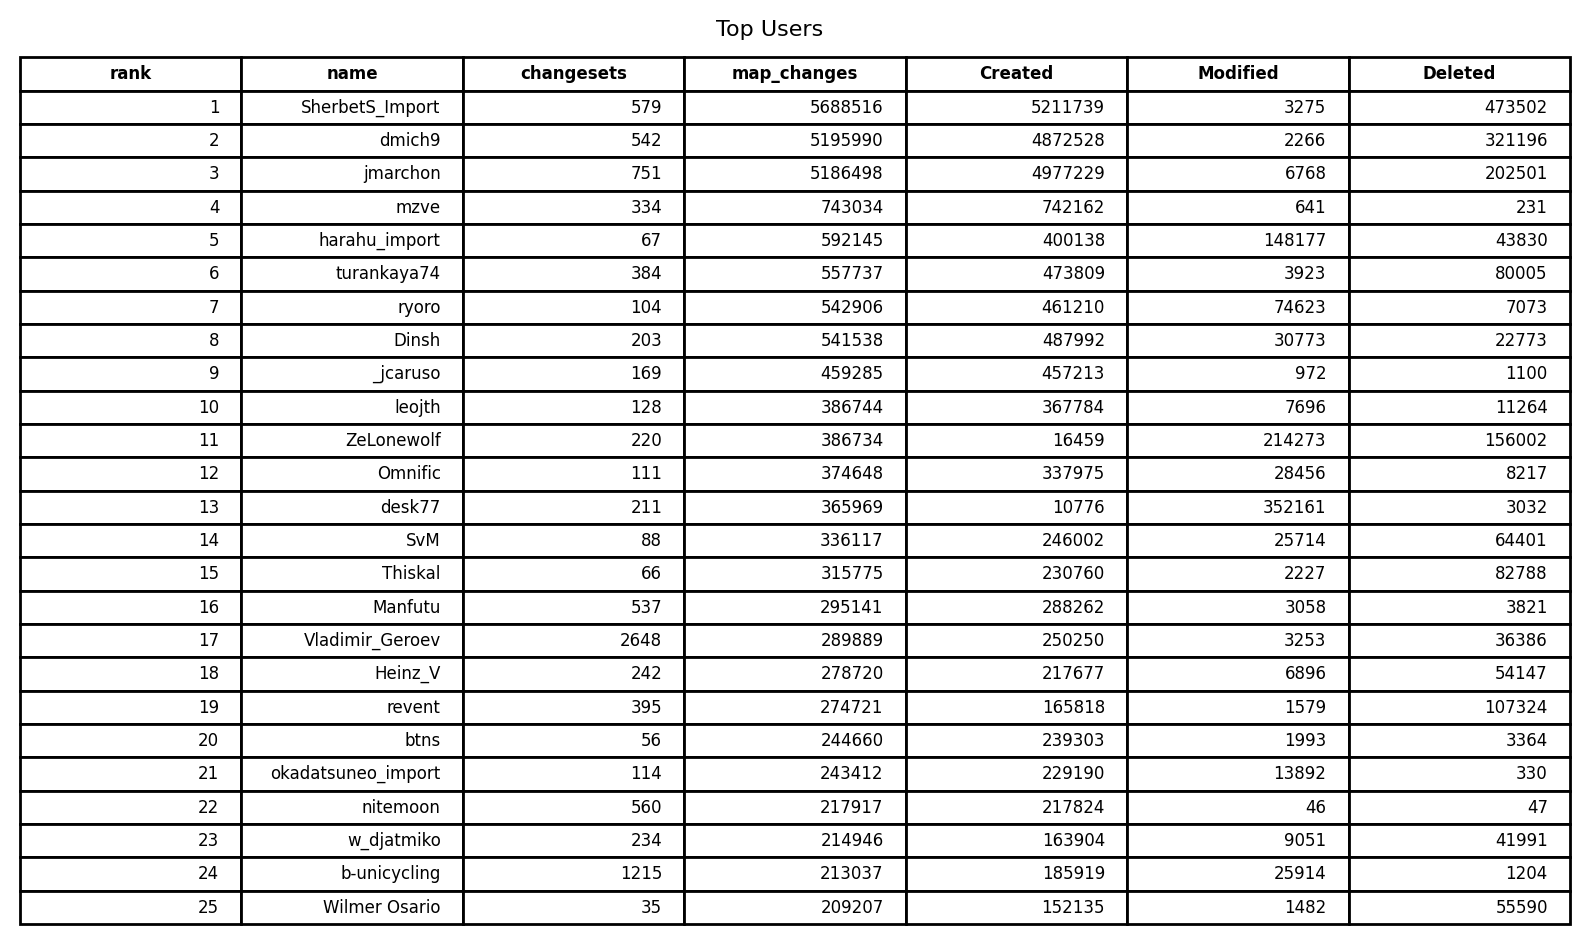 Top Users
rank name changesets map_changes Created Modified Deleted
1 SherbetS_Import 579 5688516 5211739 3275 473502
2 dmich9 542 5195990 4872528 2266 321196
3 jmarchon 751 5186498 4977229 6768 202501
4 mzve 334 743034 742162 641 231
5 harahu_import 67 592145 400138 148177 43830
6 turankaya74 384 557737 473809 3923 80005
7 ryoro 104 542906 461210 74623 7073
8 Dinsh 203 541538 487992 30773 22773
9 _jcaruso 169 459285 457213 972 1100
10 leojth 128 386744 367784 7696 11264
11 ZeLonewolf 220 386734 16459 214273 156002
12 Omnific 111 374648 337975 28456 8217
13 desk77 211 365969 10776 352161 3032
14 SvM 88 336117 246002 25714 64401
15 Thiskal 66 315775 230760 2227 82788
16 Manfutu 537 295141 288262 3058 3821
17 Vladimir_Geroev 2648 289889 250250 3253 36386
18 Heinz_V 242 278720 217677 6896 54147
19 revent 395 274721 165818 1579 107324
20 btns 56 244660 239303 1993 3364
21 okadatsuneo_import 114 243412 229190 13892 330
22 nitemoon 560 217917 217824 46 47
23 w_djatmiko 234 214946 163904 9051 41991
24 b-unicycling 1215 213037 185919 25914 1204
25 Wilmer Osario 35 209207 152135 1482 55590